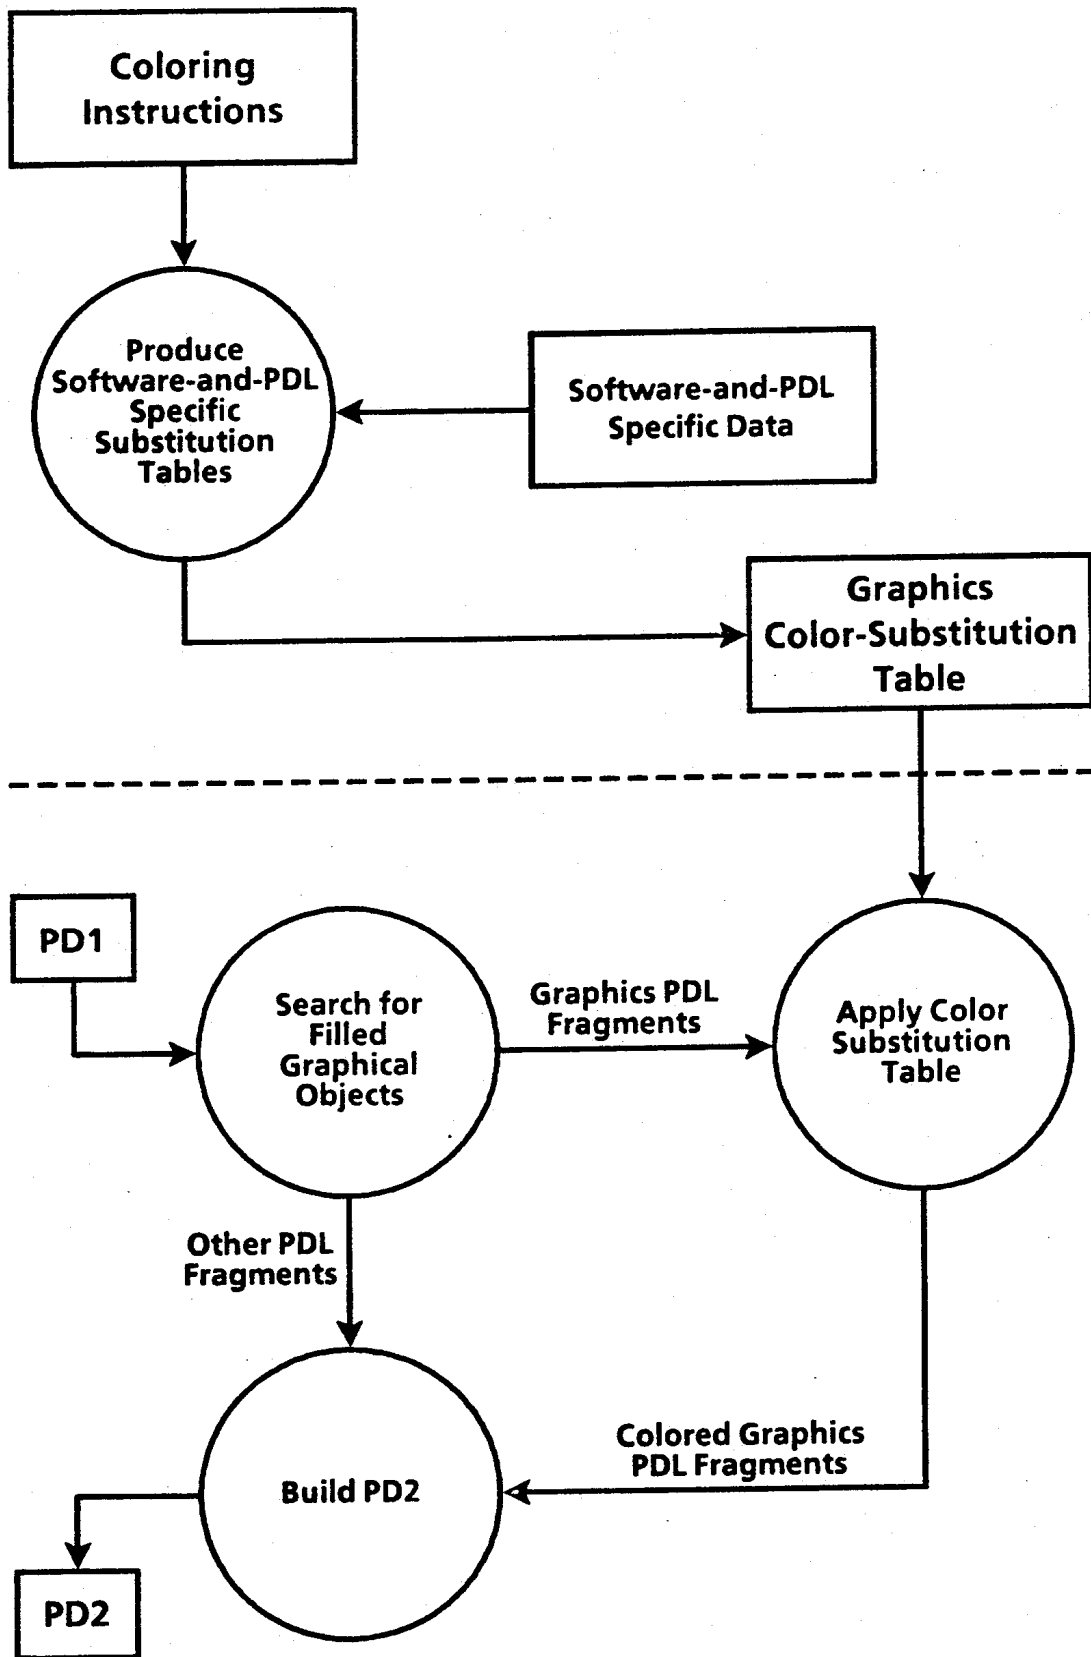 Coloring
Instructions
Produce
Software-and-PDL
Specific
Substitution
Tables
Software-and-PDL
Specific Data
Graphics
Color-Substitution
Table
PD1
Search for
Filled
Graphical
Objects
Graphics PDL
Fragments
Apply Color
Substitution
Table
Other PDL
Fragments
Colored Graphics
PDL Fragments
Build PD2
PD2